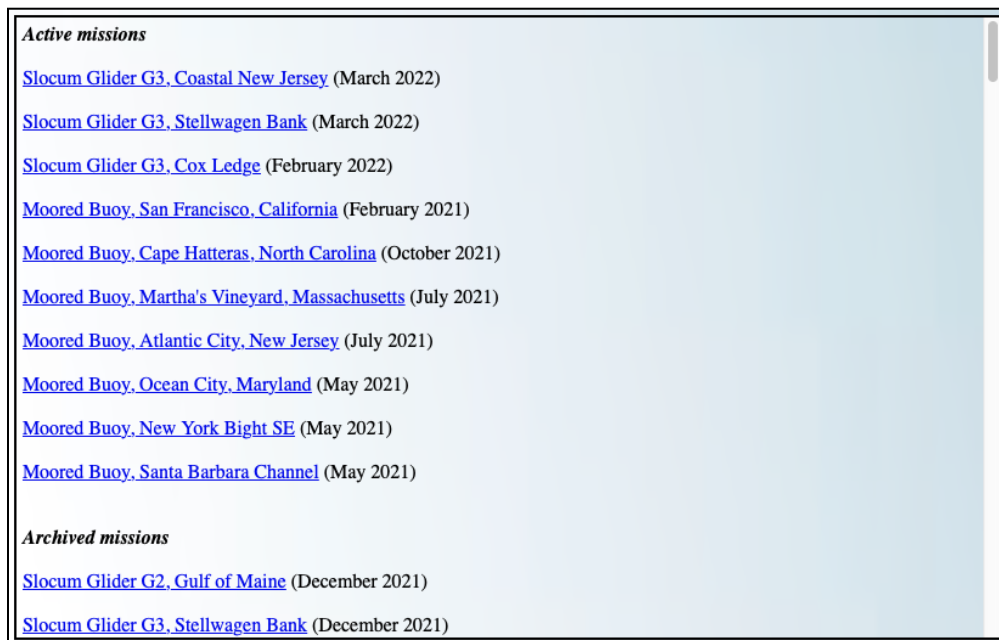 Active missions
Slocum Glider G3, Coastal New Jersey (March 2022)
Slocum Glider G3, Stellwagen Bank (March 2022)
Slocum Glider G3, Cox Ledge (February 2022)
Moored Buoy, San Francisco, California (February 2021)
Moored Buoy, Cape Hatteras, North Carolina (October 2021)
Moored Buoy, Martha's Vineyard, Massachusetts (July 2021)
Moored Buoy, Atlantic City, New Jersey (July 2021)
Moored Buoy, Ocean City, Maryland (May 2021)
Moored Buoy, New York Bight SE (May 2021)
Moored Buoy, Santa Barbara Channel (May 2021)
Archived missions
Slocum Glider G2, Gulf of Maine (December 2021)
Slocum Glider G3, Stellwagen Bank (December 2021)